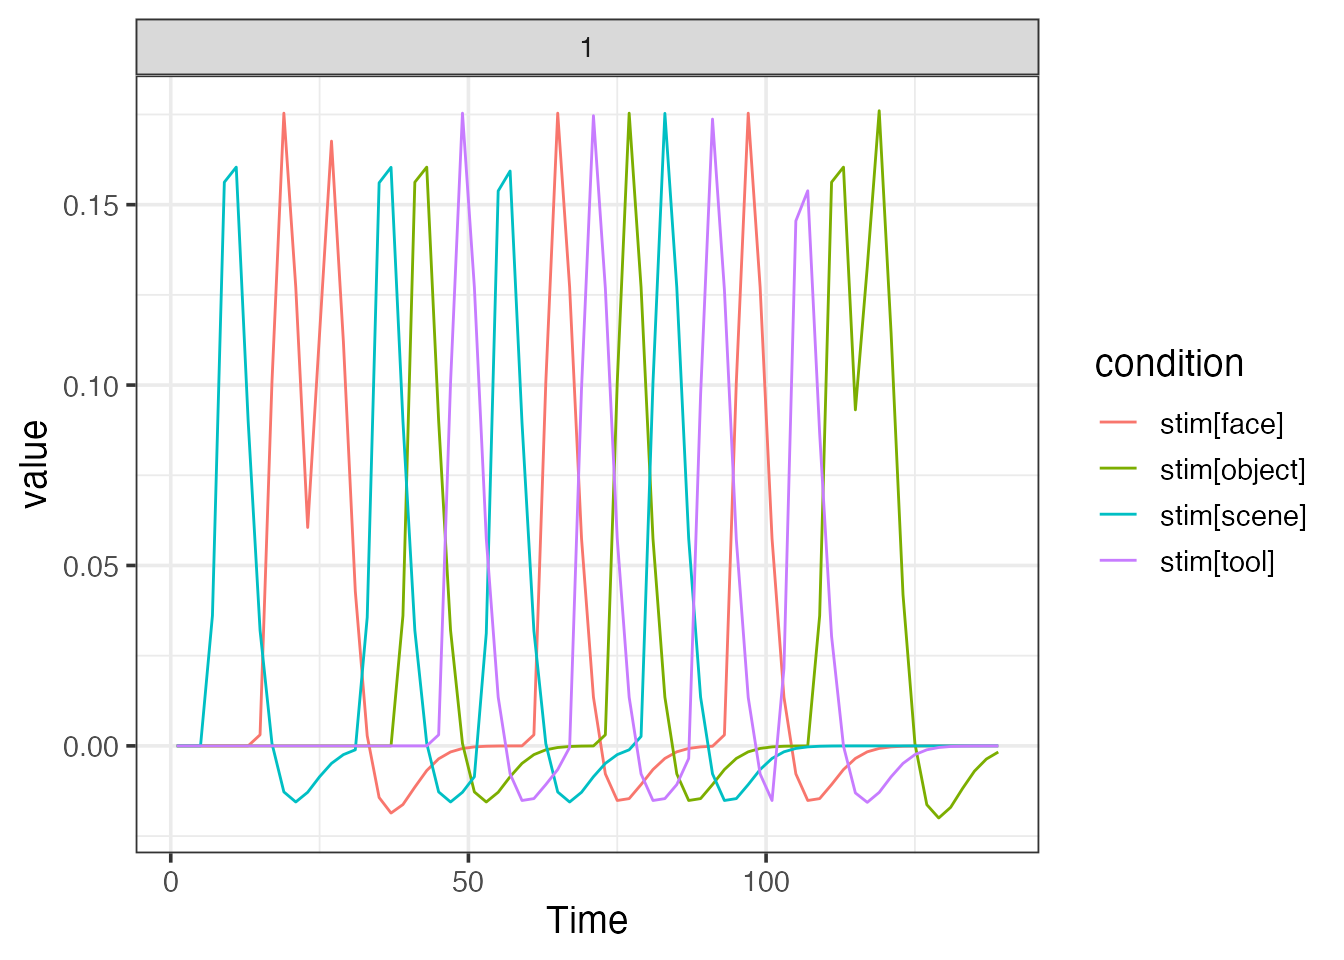 1
0.15
0.10
0.05
0.00
value
0
50
100
Time
condition
stim[face]
stim[object]
stim[scene]
stim[tool]